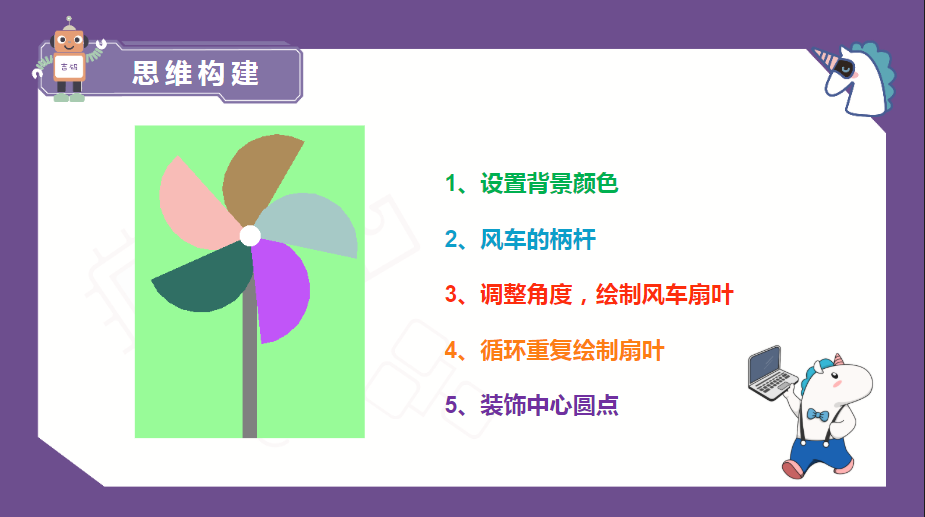 思维构建
1、设置背景颜色
2、风车的柄杆
3、调整角度，绘制风车扇叶
4、循环重复绘制扇叶
5、装饰中心圆点